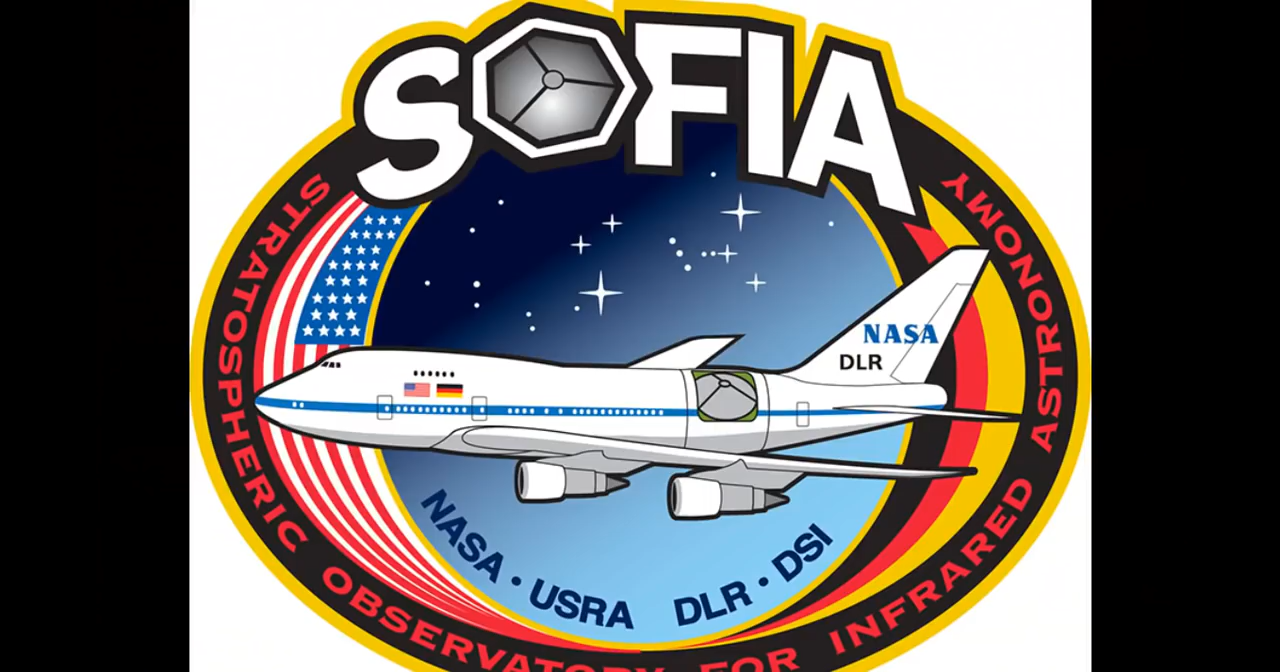 SOFIA
STRATOSPHERIC OBSERVATORY FOR INFRARED ASTRONOMY
NASA
DLR
NASA • USRA DLR • DSI